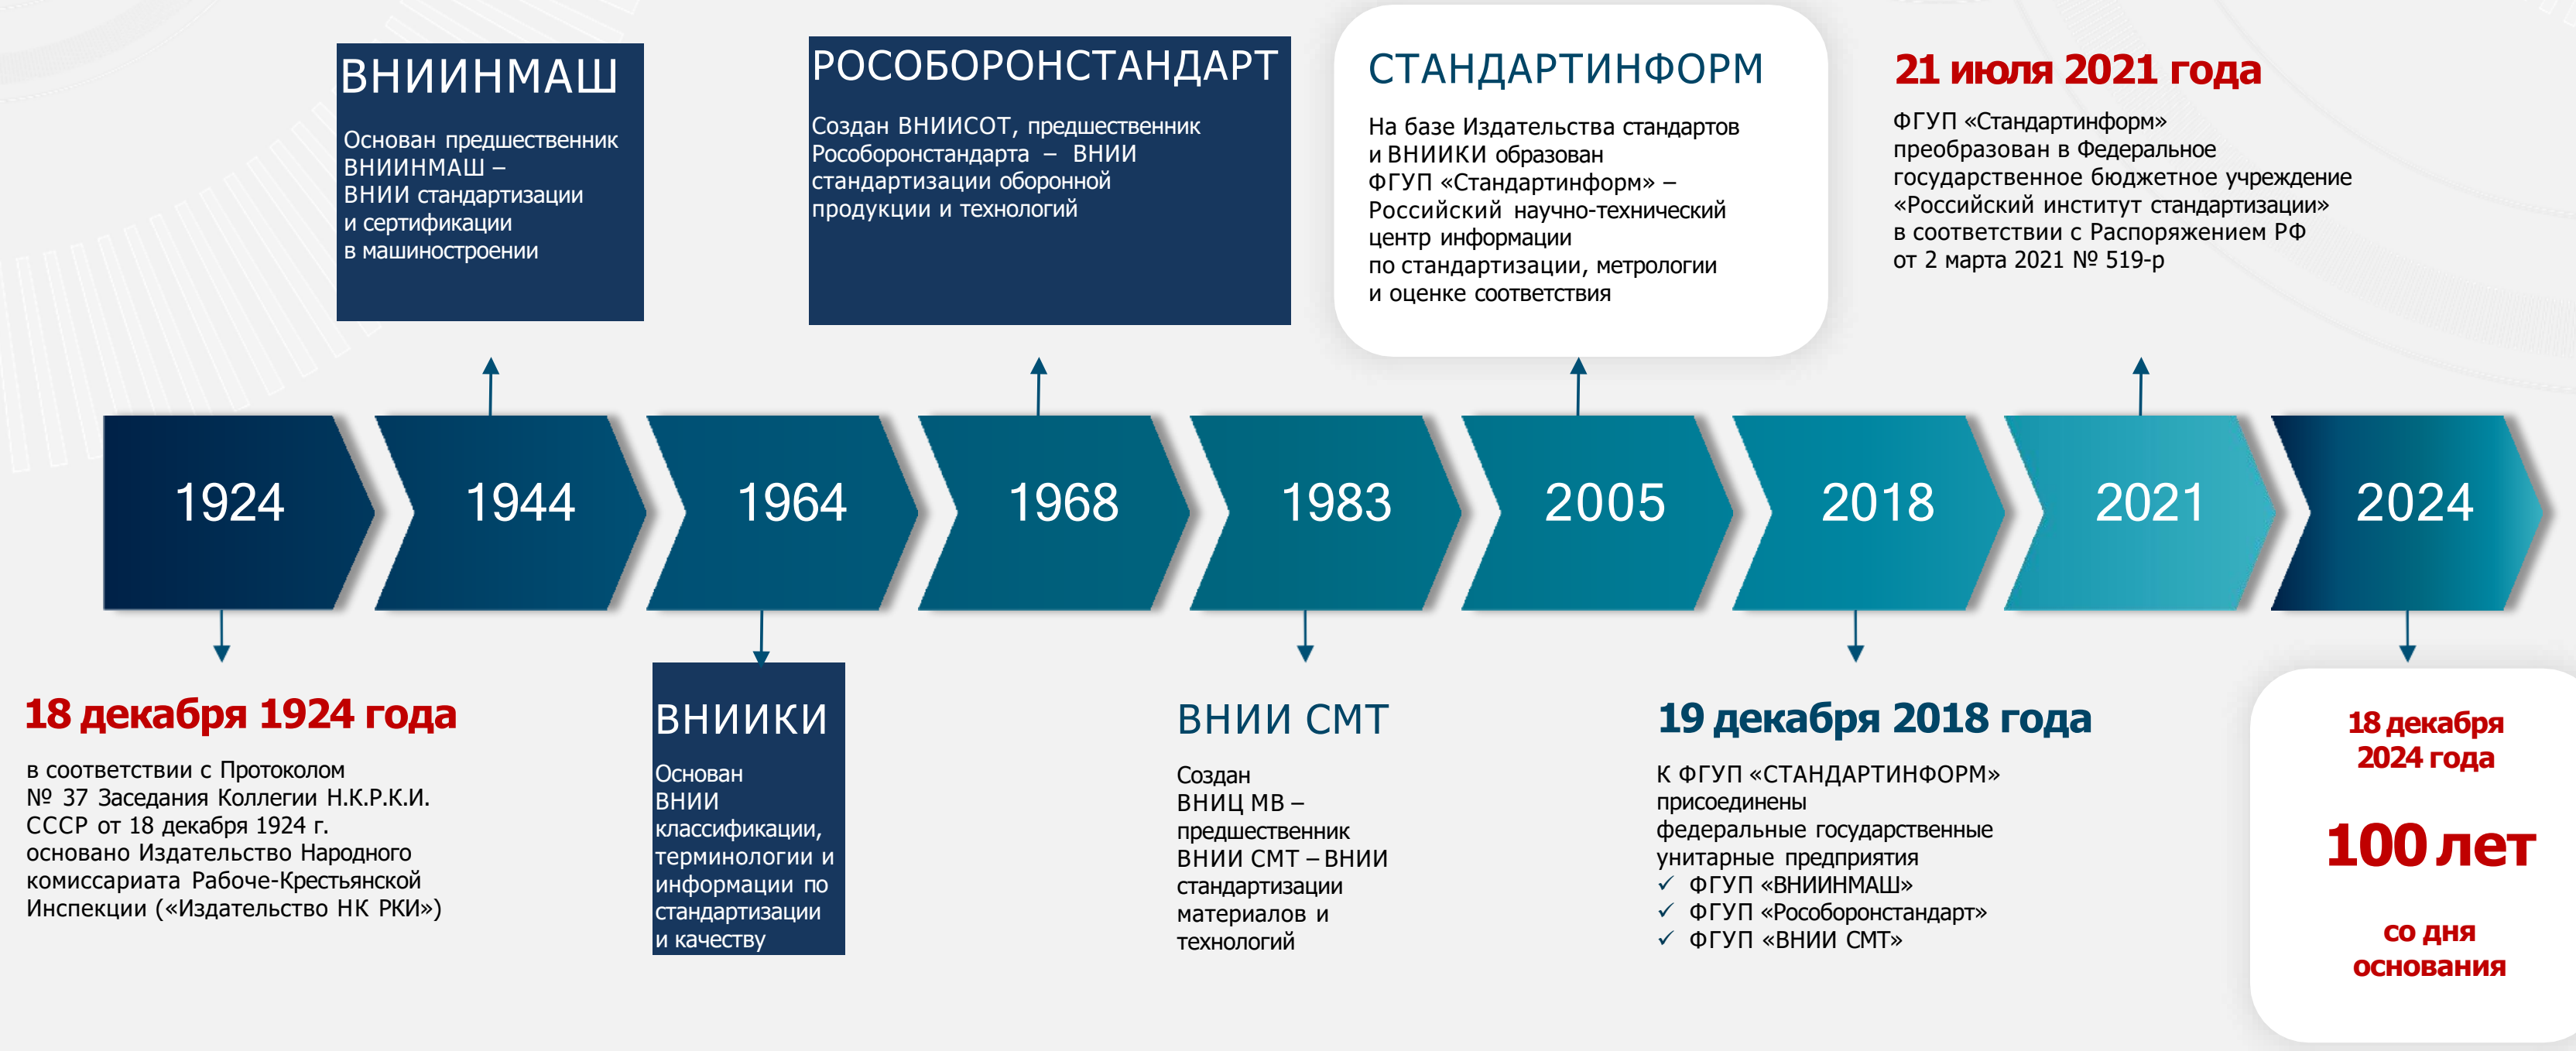 ВНИИНМАШ
Основан предшественник
ВНИИНМАШ –
ВНИИ стандартизации
и сертификации
в машиностроении
РОСОБОРОНСТАНДАРТ
Создан ВНИИСОТ, предшественник
Рособоронстандарта – ВНИИ
стандартизации оборонной
продукции и технологий
СТАНДАРТИНФОРМ
На базе Издательства стандартов
и ВНИИКИ образован
ФГУП «Стандартинформ» –
Российский научно-технический
центр информации
по стандартизации, метрологии
и оценке соответствия
21 июля 2021 года
ФГУП «Стандартинформ»
преобразован в Федеральное
государственное бюджетное учреждение
«Российский институт стандартизации»
в соответствии с Распоряжением РФ
от 2 марта 2021 № 519-р
1924
1944
1964
1968
1983
2005
2018
2021
2024
18 декабря 1924 года
в соответствии с Протоколом
№ 37 Заседания Коллегии Н.К.Р.К.И.
СССР от 18 декабря 1924 г.
основано Издательство Народного
комиссариата Рабоче-Крестьянской
Инспекции («Издательство НК РКИ»)
ВНИИКИ
Основан
ВНИИ
классификации,
терминологии и
информации по
стандартизации
и качеству
ВНИИ СМТ
Создан
ВНИЦ МВ –
предшественник
ВНИИ СМТ – ВНИИ
стандартизации
материалов и
технологий
19 декабря 2018 года
К ФГУП «СТАНДАРТИНФОРМ»
присоединены
федеральные государственные
унитарные предприятия
✓ ФГУП «ВНИИНМАШ»
✓ ФГУП «Рособоронстандарт»
✓ ФГУП «ВНИИ СМТ»
18 декабря
2024 года
100 лет
со дня
основания